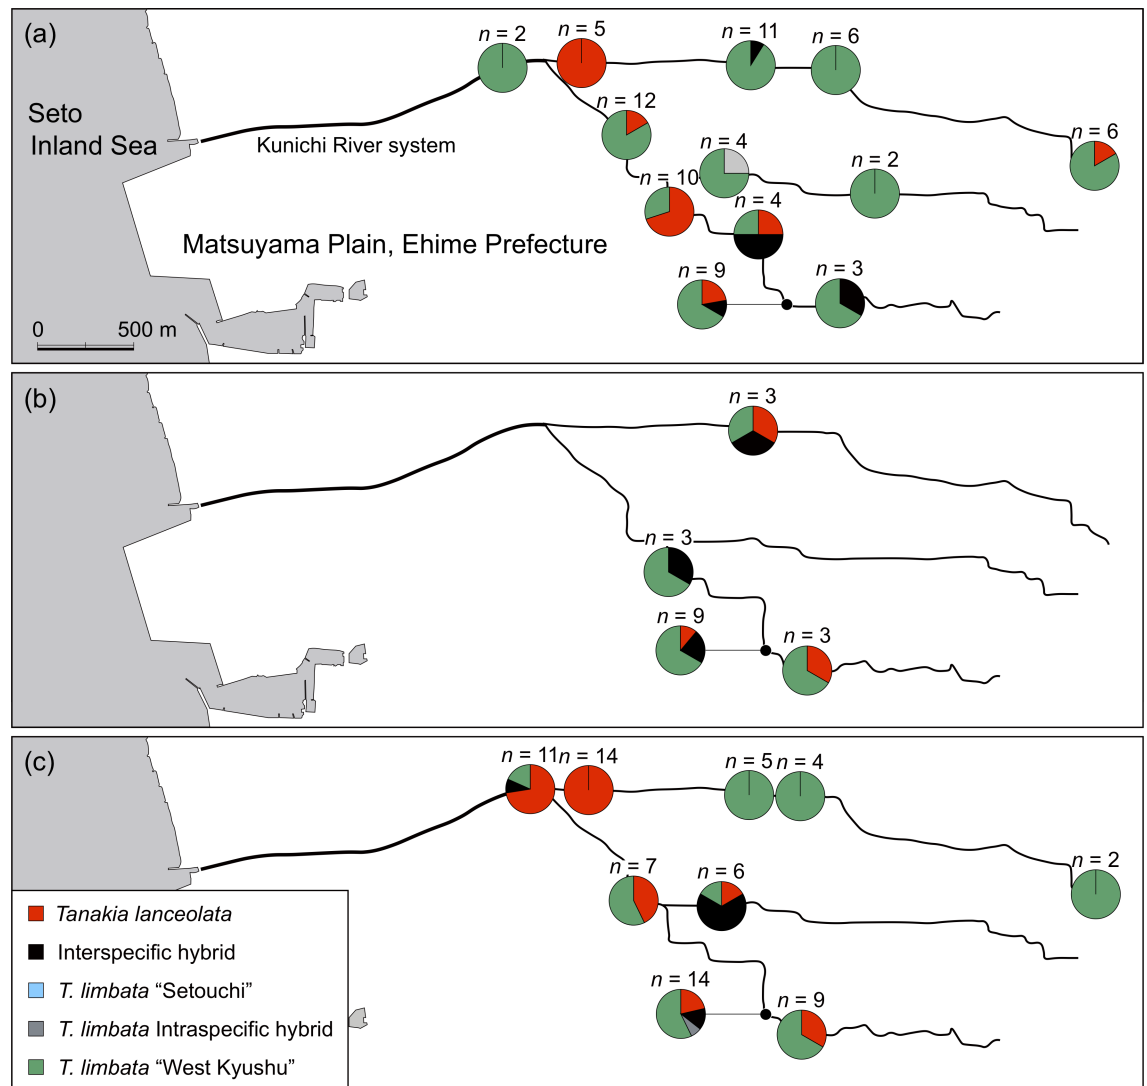 (a)
n = 2
n = 5
n = 11
n = 6
Seto
Inland Sea
n = 12
Kunichi River system
n = 4
n = 6
n = 10
n = 2
n = 4
Matsuyama Plain, Ehime Prefecture
n = 9
n = 3
0
500 m
(b)
n = 3
n = 3
n = 9
n = 3
(c)
n = 11
n = 14
n = 5
n = 4
n = 7
n = 6
n = 2
n = 14
n = 9
Tanakia lanceolata
Interspecific hybrid
T. limbata “Setouchi”
T. limbata Intraspecific hybrid
T. limbata “West Kyushu”